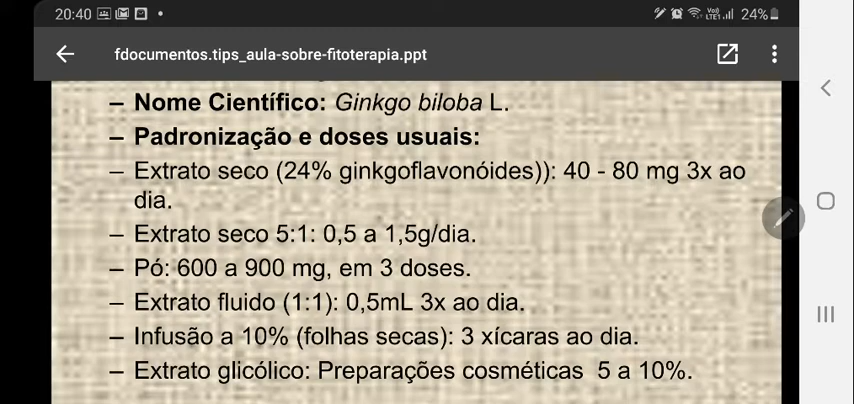 20:40
VoI)
LTE1
24%
fdocumentos.tips_aula-sobre-fitoterapia.ppt
– Nome Científico: Ginkgo biloba L.
– Padronização e doses usuais:
– Extrato seco (24% ginkgoflavonóides)): 40 - 80 mg 3x ao
dia.
– Extrato seco 5:1: 0,5 a 1,5g/dia.
– Pó: 600 a 900 mg, em 3 doses.
– Extrato fluido (1:1): 0,5mL 3x ao dia.
– Infusão a 10% (folhas secas): 3 xícaras ao dia.
– Extrato glicólico: Preparações cosméticas 5 a 10%.